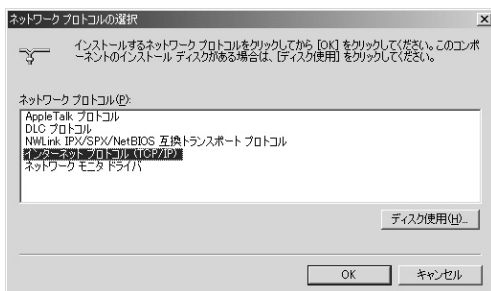 ネットワーク プロトコルの選択
インストールするネットワーク プロトコルをクリックしてから [OK] をクリックしてください。このコンポ
ーネントのインストール ディスクがある場合は、[ディスク使用] をクリックしてください。
ネットワーク プロトコル(P):
AppleTalk プロトコル
DLC プロトコル
NWLink IPX/SPX/NetBIOS 互換トランスポート プロトコル
インターネット プロトコル (TCP/IP)
ネットワーク モニタ ドライバ
ディスク使用(H)...
OK
キャンセル